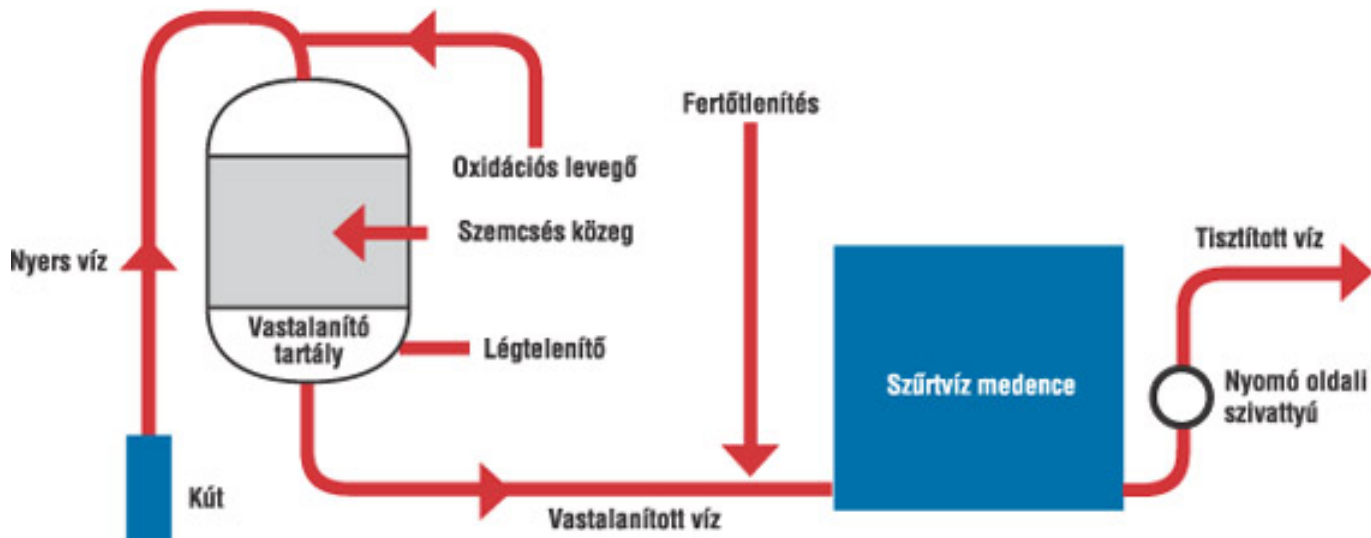 Fertőtlenítés
Oxidációs levegő
Szemcsés közeg
Nyers víz
Tisztított víz
Vastalanító
tartály
Légtelenítő
Szűrtvíz medence
Nyomó oldali
szivattyú
Kút
Vastalanított víz